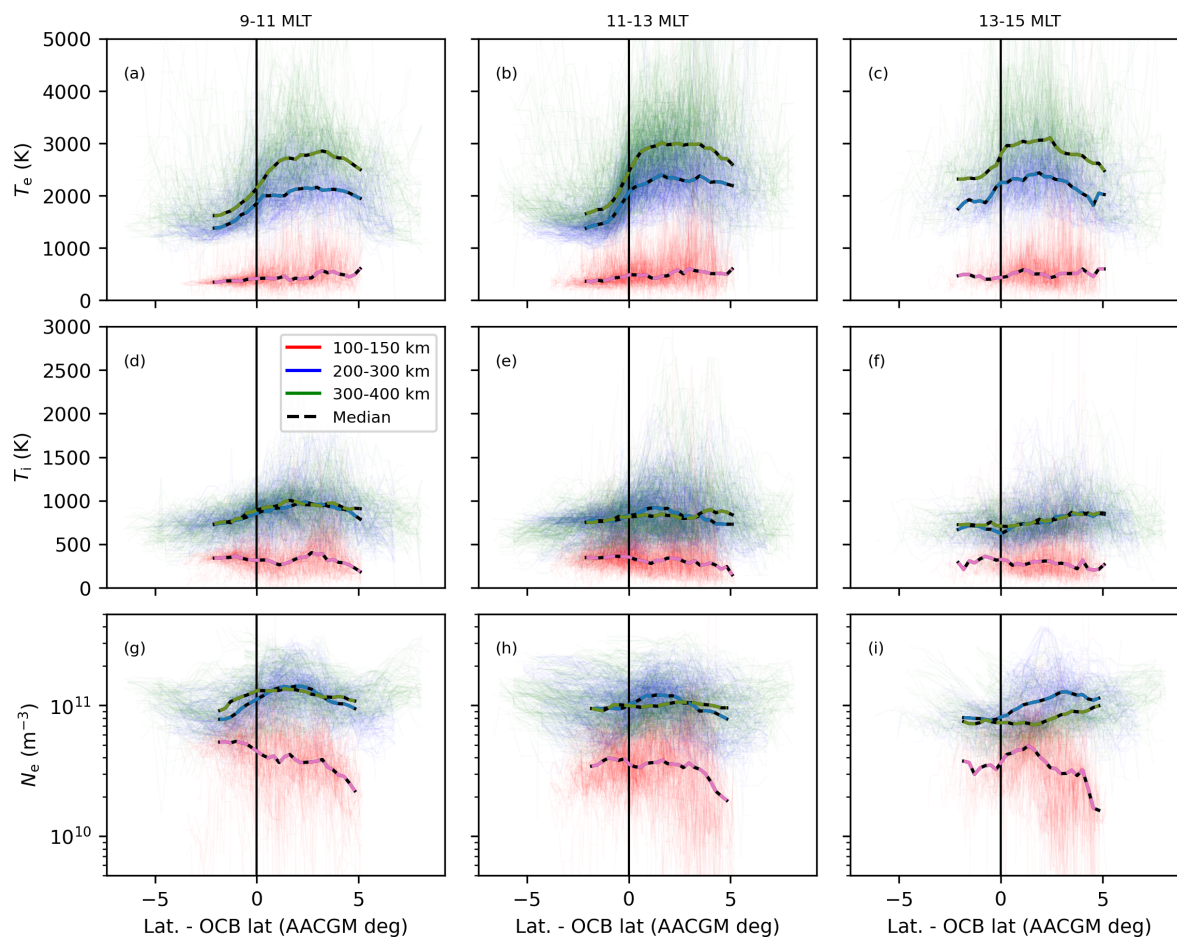 9-11 MLT 11-13 MLT 13-15 MLT
5000
(a) (b) (c)
4000
3000
Te (K)
2000
1000
0
3000
(d) (e) (f)
100-150 km
200-300 km
300-400 km
Median
2500
2000
Ti (K)
1500
1000
500
0
(g) (h) (i)
10^11
Ne (m−3)
10^10
−5 0 5 −5 0 5 −5 0 5
Lat. - OCB lat (AACGM deg) Lat. - OCB lat (AACGM deg) Lat. - OCB lat (AACGM deg)